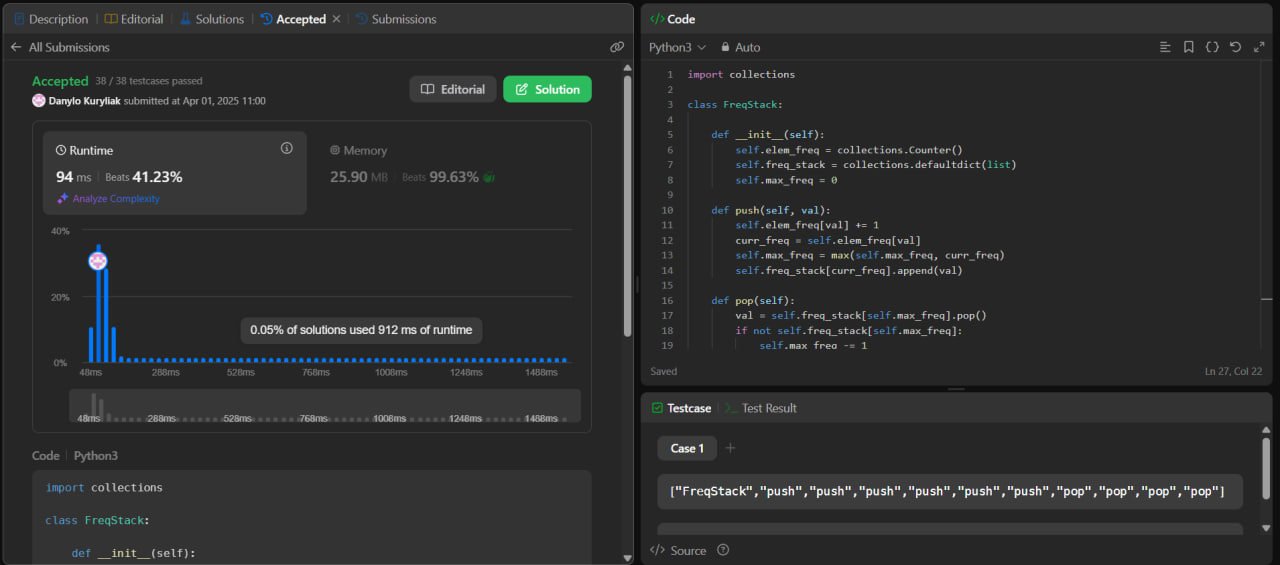 Description | Editorial | Solutions | Accepted × | Submissions
← All Submissions
Accepted 38 / 38 testcases passed
Danylo Kuryliak submitted at Apr 01, 2025 11:00
Editorial
Solution
Runtime
94 ms | Beats 41.23%
Analyze Complexity
Memory
25.90 MB | Beats 99.63%
40%
20%
0%
0.05% of solutions used 912 ms of runtime
48ms 288ms 528ms 768ms 1008ms 1248ms 1488ms
48ms 288ms 528ms 768ms 1008ms 1248ms 1488ms
Code | Python3
import collections
class FreqStack:
    def __init__(self):
</> Code
Python3 Auto
1 import collections
2
3 class FreqStack:
4
5     def __init__(self):
6         self.elem_freq = collections.Counter()
7         self.freq_stack = collections.defaultdict(list)
8         self.max_freq = 0
9
10     def push(self, val):
11         self.elem_freq[val] += 1
12         curr_freq = self.elem_freq[val]
13         self.max_freq = max(self.max_freq, curr_freq)
14         self.freq_stack[curr_freq].append(val)
15
16     def pop(self):
17         val = self.freq_stack[self.max_freq].pop()
18         if not self.freq_stack[self.max_freq]:
19             self.max_freq -= 1
Saved
Ln 27, Col 22
Testcase | >_ Test Result
Case 1 +
["FreqStack","push","push","push","push","push","push","pop","pop","pop","pop"]
</> Source ?